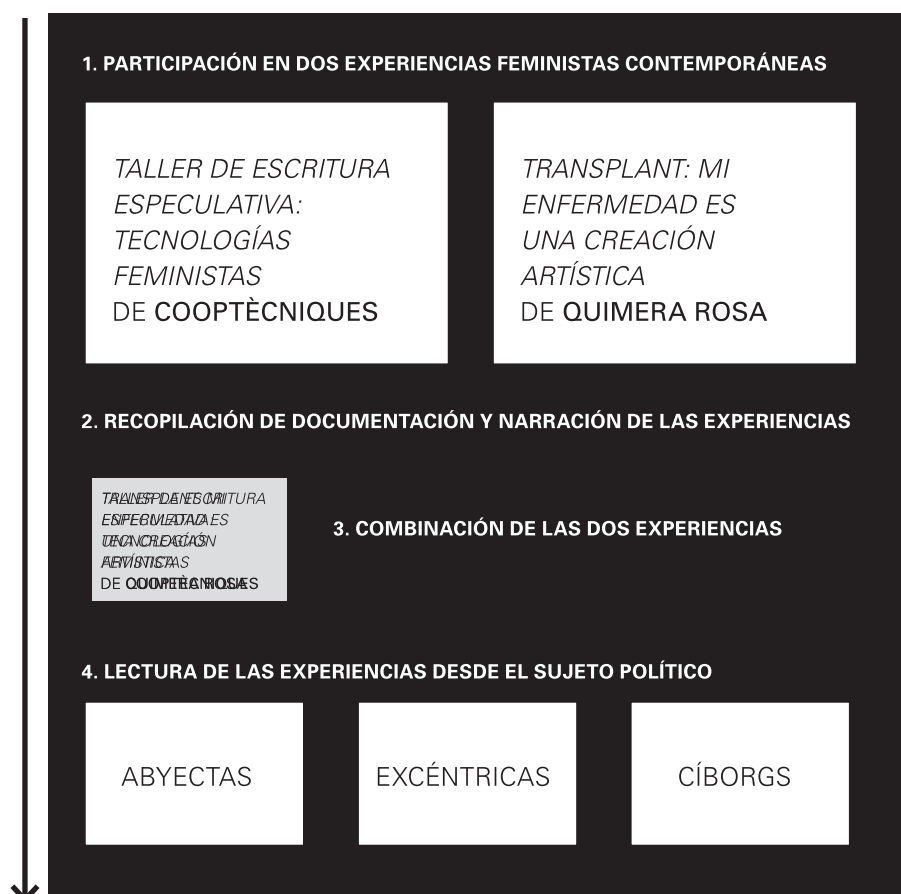 1. PARTICIPACIÓN EN DOS EXPERIENCIAS FEMINISTAS CONTEMPORÁNEAS
TALLER DE ESCRITURA
ESPECULATIVA:
TECNOLOGÍAS
FEMINISTAS
DE COOPTÈCNIQUES
TRANSPLANT: MI
ENFERMEDAD ES
UNA CREACIÓN
ARTÍSTICA
DE QUIMERA ROSA
2. RECOPILACIÓN DE DOCUMENTACIÓN Y NARRACIÓN DE LAS EXPERIENCIAS
DE
3. COMBINACIÓN DE LAS DOS EXPERIENCIAS
4. LECTURA DE LAS EXPERIENCIAS DESDE EL SUJETO POLÍTICO
ABYECTAS
EXCÉNTRICAS
CÍBORGS